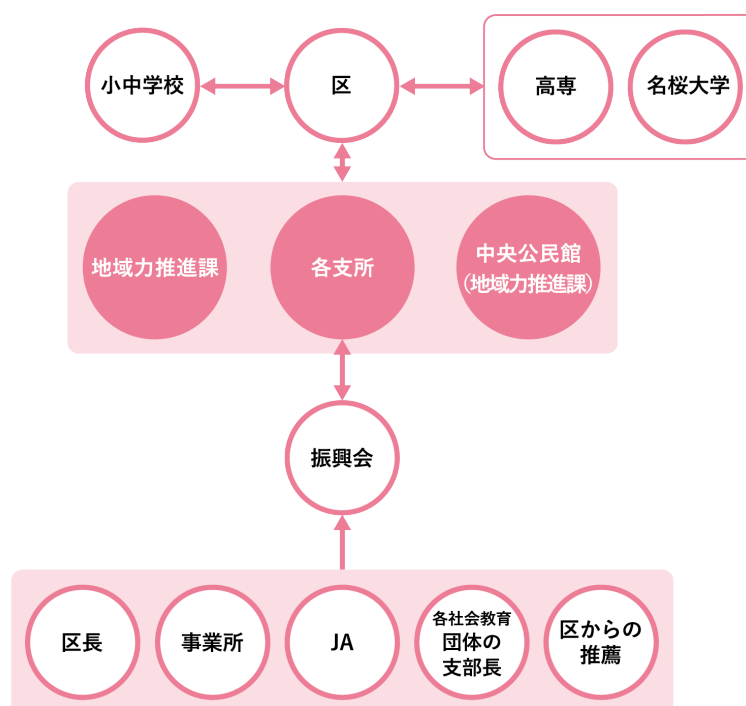 小中学校
区
高専
名桜大学
地域力推進課
各支所
中央公民館
(地域力推進課)
振興会
区長
事業所
JA
各社会教育
団体の
支部長
区からの
推薦